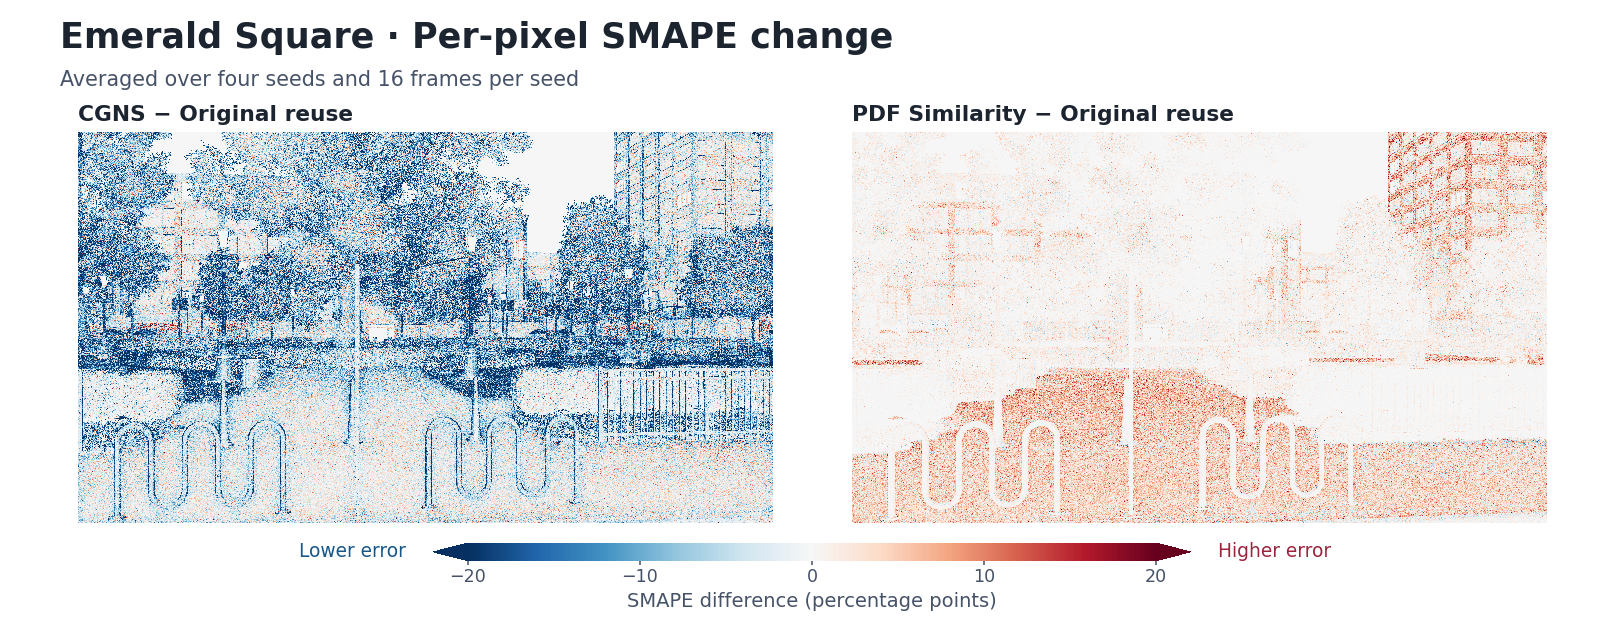 Emerald Square · Per-pixel SMAPE change
Averaged over four seeds and 16 frames per seed
CGNS − Original reuse
PDF Similarity − Original reuse
Lower error
Higher error
−20 −10 0 10 20
SMAPE difference (percentage points)